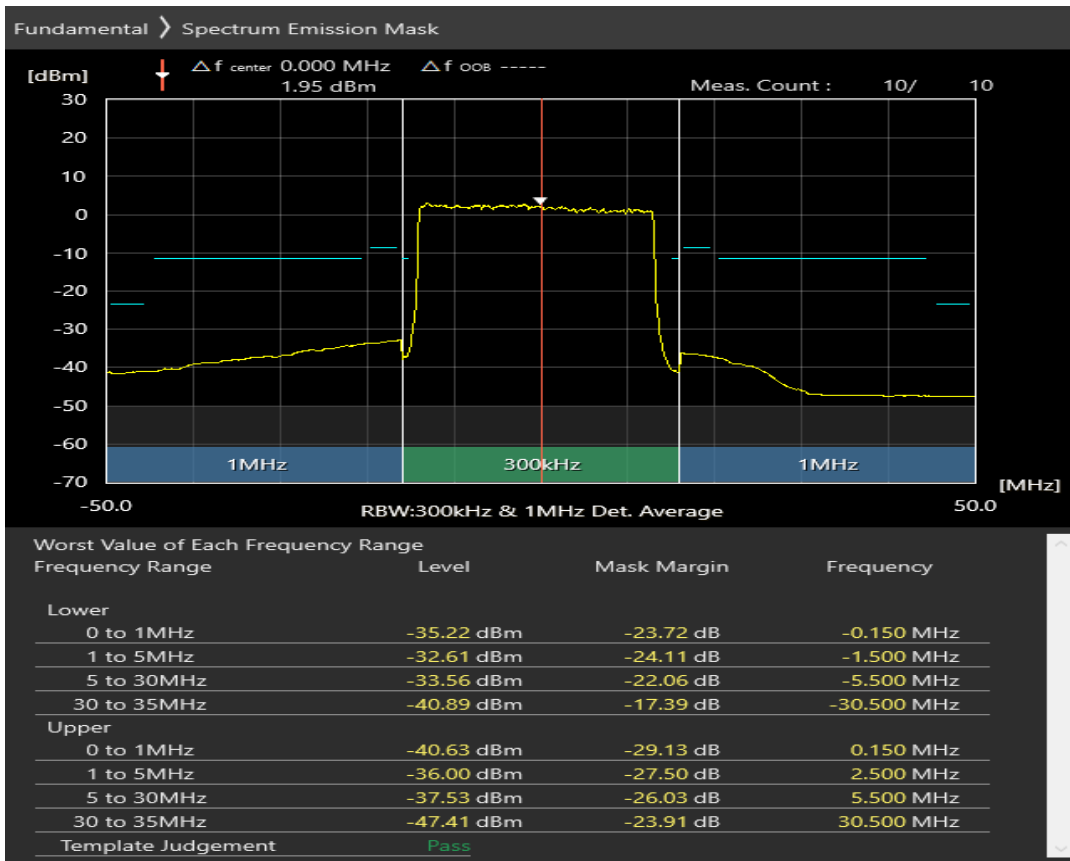 Fundamental ❯ Spectrum Emission Mask
[dBm] Δf center 0.000 MHz Δf OOB -----
1.95 dBm Meas. Count : 10/ 10
30
20
10
0
-10
-20
-30
-40
-50
-60
1MHz 300kHz 1MHz
-70
[MHz]
-50.0 RBW:300kHz & 1MHz Det. Average 50.0
Worst Value of Each Frequency Range
Frequency Range Level Mask Margin Frequency
Lower
0 to 1MHz -35.22 dBm -23.72 dB -0.150 MHz
1 to 5MHz -32.61 dBm -24.11 dB -1.500 MHz
5 to 30MHz -33.56 dBm -22.06 dB -5.500 MHz
30 to 35MHz -40.89 dBm -17.39 dB -30.500 MHz
Upper
0 to 1MHz -40.63 dBm -29.13 dB 0.150 MHz
1 to 5MHz -36.00 dBm -27.50 dB 2.500 MHz
5 to 30MHz -37.53 dBm -26.03 dB 5.500 MHz
30 to 35MHz -47.41 dBm -23.91 dB 30.500 MHz
Template Judgement Pass